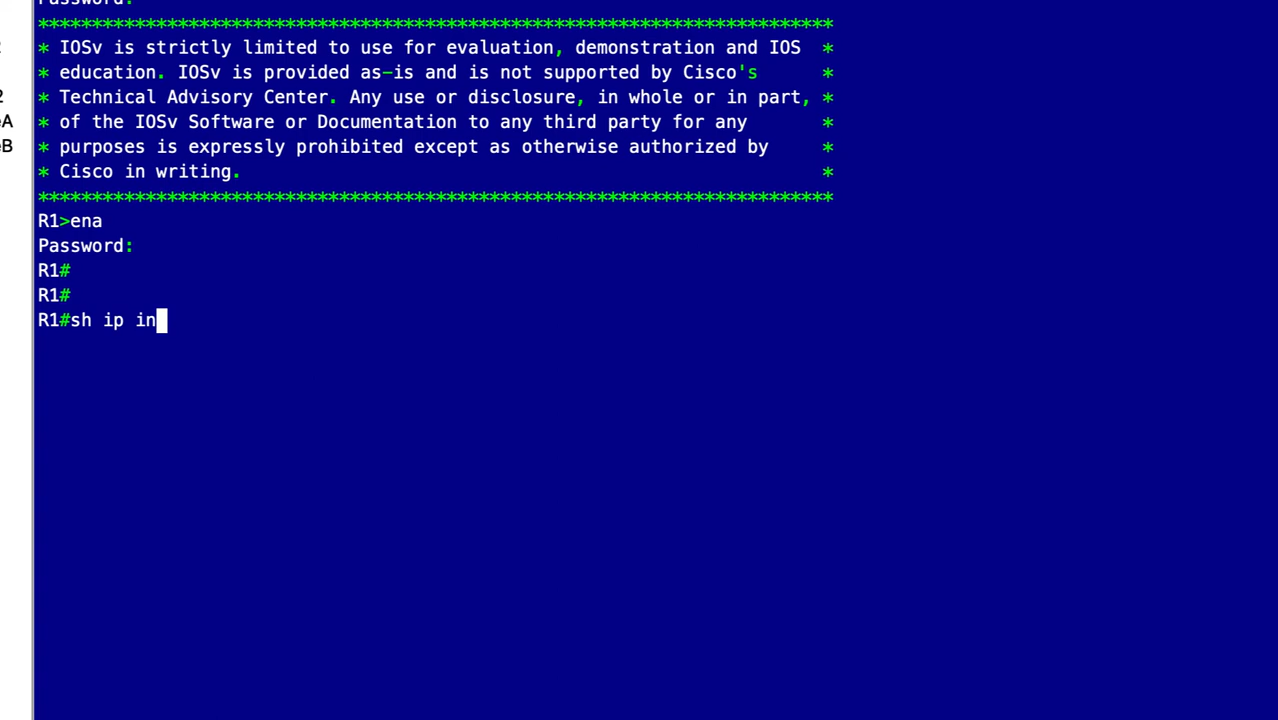 Password:
******************************************************************************
* IOSv is strictly limited to use for evaluation, demonstration and IOS  *
* education. IOSv is provided as-is and is not supported by Cisco's      *
* Technical Advisory Center. Any use or disclosure, in whole or in part, *
* of the IOSv Software or Documentation to any third party for any       *
* purposes is expressly prohibited except as otherwise authorized by     *
* Cisco in writing.                                                      *
******************************************************************************
R1>ena
Password:
R1#
R1#
R1#sh ip in
2
eA
eB